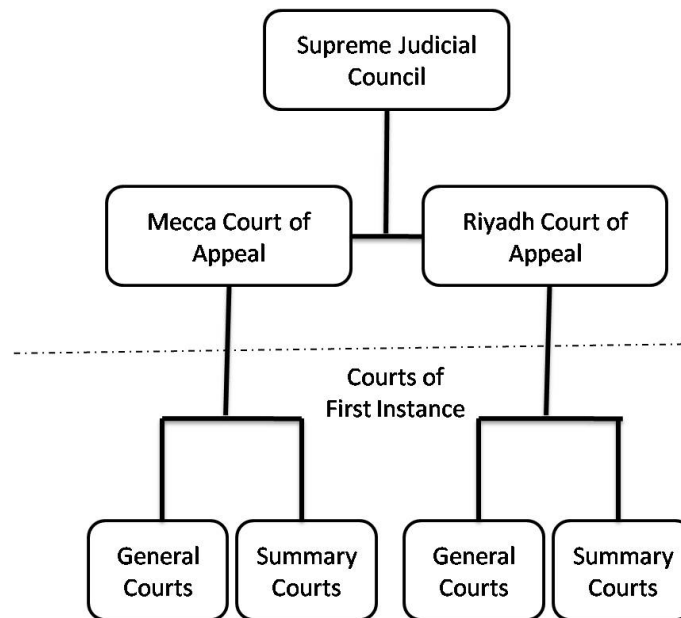 Supreme Judicial
Council
Mecca Court of
Appeal
Riyadh Court of
Appeal
Courts of
First Instance
General
Courts
Summary
Courts
General
Courts
Summary
Courts